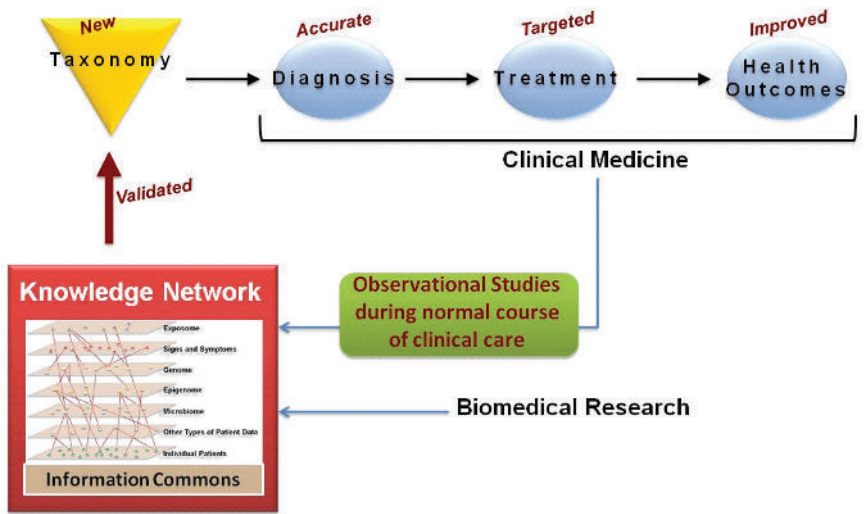 New
Taxonomy
Accurate
Diagnosis
Targeted
Treatment
Improved
Health
Outcomes
Clinical Medicine
Validated
Knowledge Network
Exposome
Signs and Symptoms
Genome
Epigenome
Microbiome
Other Types of Patient Data
Individual Patients
Information Commons
Observational Studies
during normal course
of clinical care
Biomedical Research